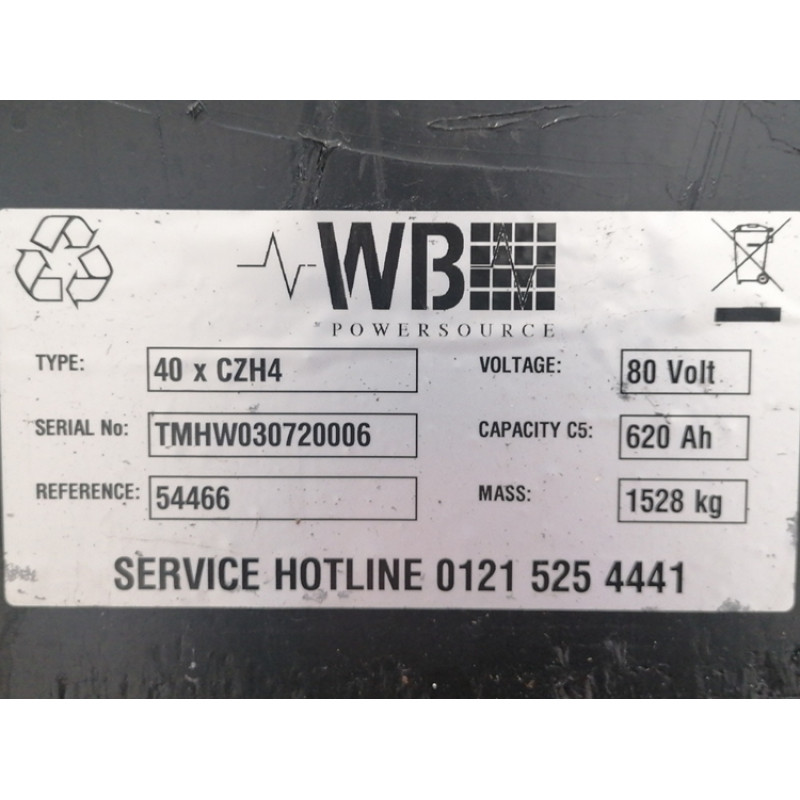 WB
POWERSOURCE
TYPE: 40 x CZH4 VOLTAGE: 80 Volt
SERIAL No: TMHW030720006 CAPACITY C5: 620 Ah
REFERENCE: 54466 MASS: 1528 kg
SERVICE HOTLINE 0121 525 4441